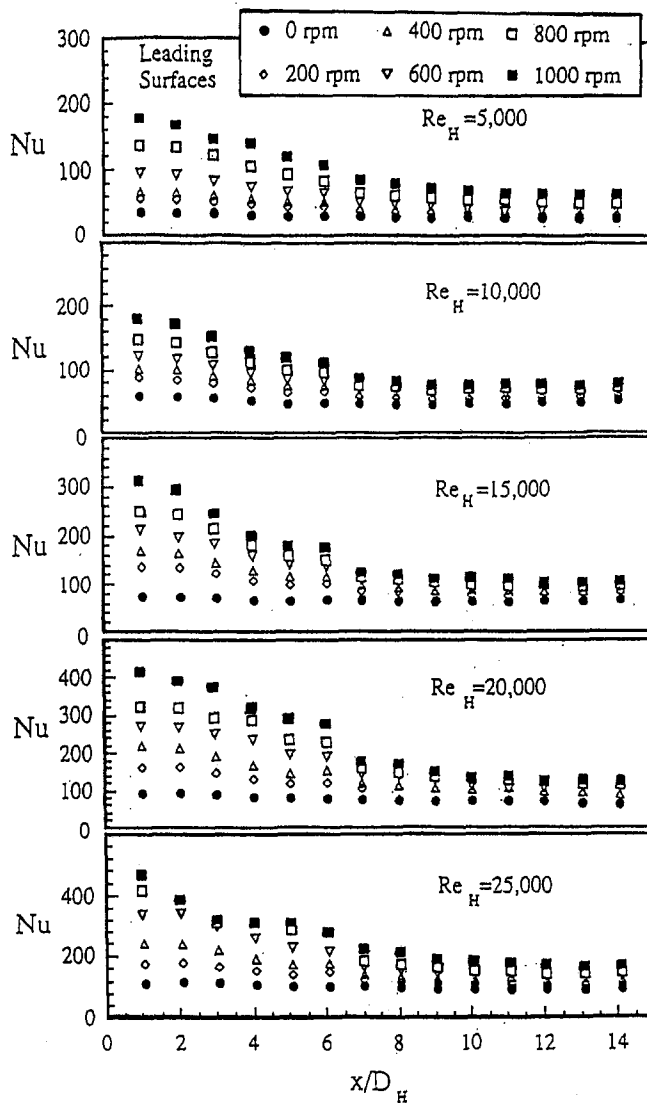 ● 0 rpm △ 400 rpm □ 800 rpm
◇ 200 rpm ▽ 600 rpm ■ 1000 rpm
Leading
Surfaces
300
200
100
0
Nu
Re_H=5,000
200
100
0
Nu
Re_H=10,000
300
200
100
0
Nu
Re_H=15,000
400
300
200
100
0
Nu
Re_H=20,000
400
200
0
Nu
Re_H=25,000
0 2 4 6 8 10 12 14
x/D_H